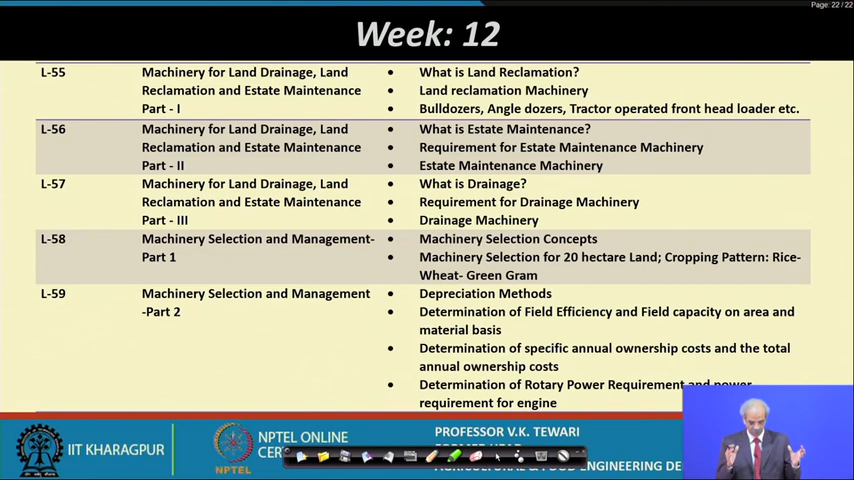 Page: 22 / 22
Week: 12
L-55
Machinery for Land Drainage, Land
Reclamation and Estate Maintenance
Part - I
• What is Land Reclamation?
• Land reclamation Machinery
• Bulldozers, Angle dozers, Tractor operated front head loader etc.
L-56
Machinery for Land Drainage, Land
Reclamation and Estate Maintenance
Part - II
• What is Estate Maintenance?
• Requirement for Estate Maintenance Machinery
• Estate Maintenance Machinery
L-57
Machinery for Land Drainage, Land
Reclamation and Estate Maintenance
Part - III
• What is Drainage?
• Requirement for Drainage Machinery
• Drainage Machinery
L-58
Machinery Selection and Management-
Part 1
• Machinery Selection Concepts
• Machinery Selection for 20 hectare Land; Cropping Pattern: Rice-
Wheat- Green Gram
L-59
Machinery Selection and Management
-Part 2
• Depreciation Methods
• Determination of Field Efficiency and Field capacity on area and
material basis
• Determination of specific annual ownership costs and the total
annual ownership costs
• Determination of Rotary Power Requirement and power
requirement for engine
IIT KHARAGPUR
NPTEL
NPTEL ONLINE
CER
PROFESSOR V.K. TEWARI
AGRICULTURAL & FOOD ENGINEERING DE